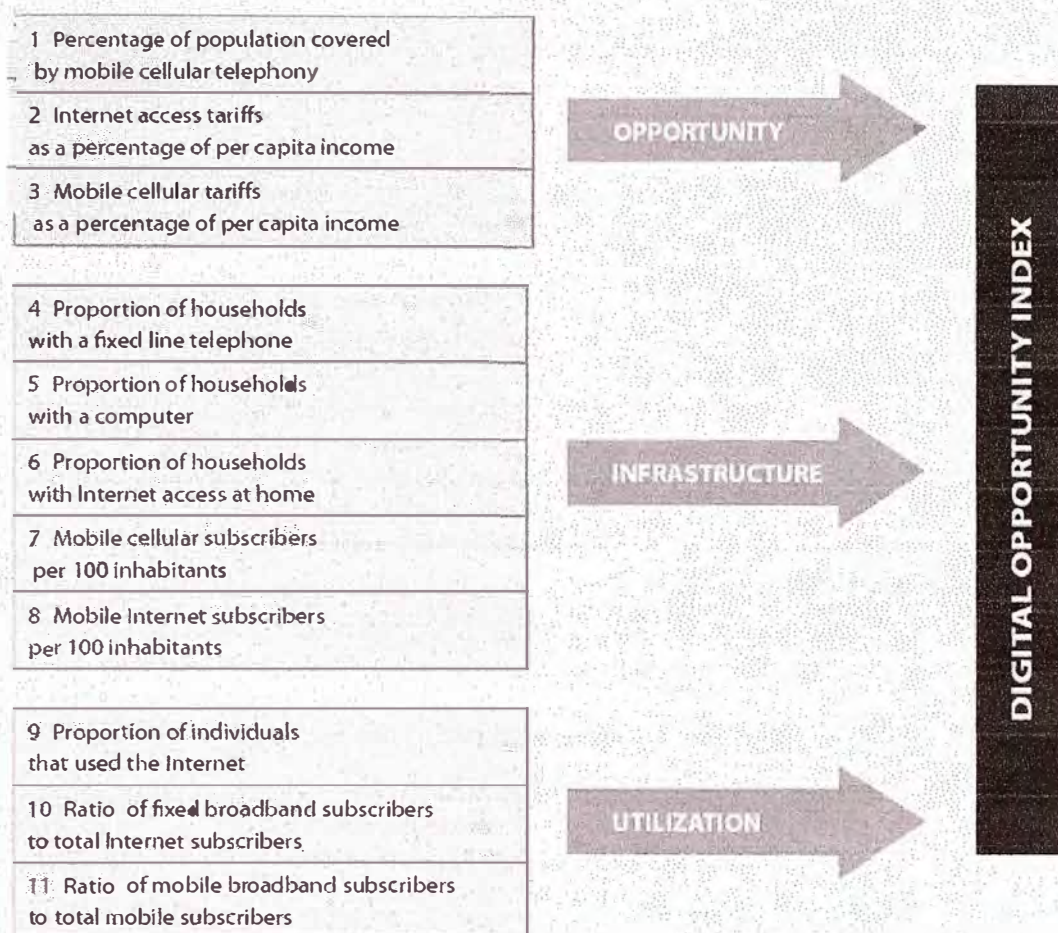 1 Percentage of population covered
by mobile cellular telephony
2 Internet access tariffs
as a percentage of per capita income
3 Mobile cellular tariffs
as a percentage of per capita income
OPPORTUNITY
4 Proportion of households
with a fixed line telephone
5 Proportion of households
with a computer
6 Proportion of households
with Internet access at home
7 Mobile cellular subscribers
per 100 inhabitants
8 Mobile Internet subscribers
per 100 inhabitants
INFRASTRUCTURE
9 Proportion of individuals
that used the Internet
10 Ratio of fixed broadband subscribers
to total Internet subscribers
11 Ratio of mobile broadband subscribers
to total mobile subscribers
UTILIZATION
DIGITAL OPPORTUNITY INDEX